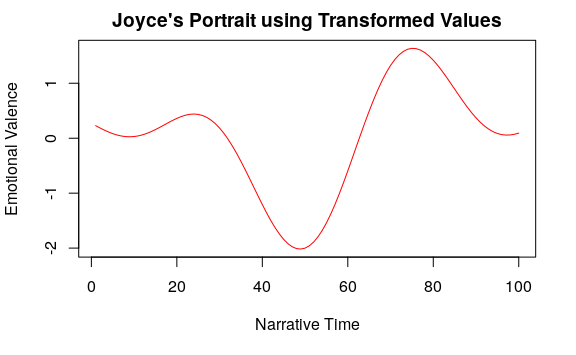 Joyce's Portrait using Transformed Values
Emotional Valence
1
0
-1
-2
0 20 40 60 80 100
Narrative Time